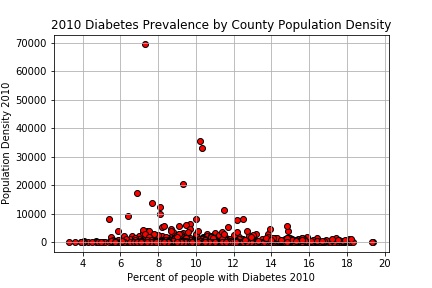 2010 Diabetes Prevalence by County Population Density
70000
60000
50000
40000
30000
20000
10000
0
Population Density 2010
4 6 8 10 12 14 16 18 20
Percent of people with Diabetes 2010